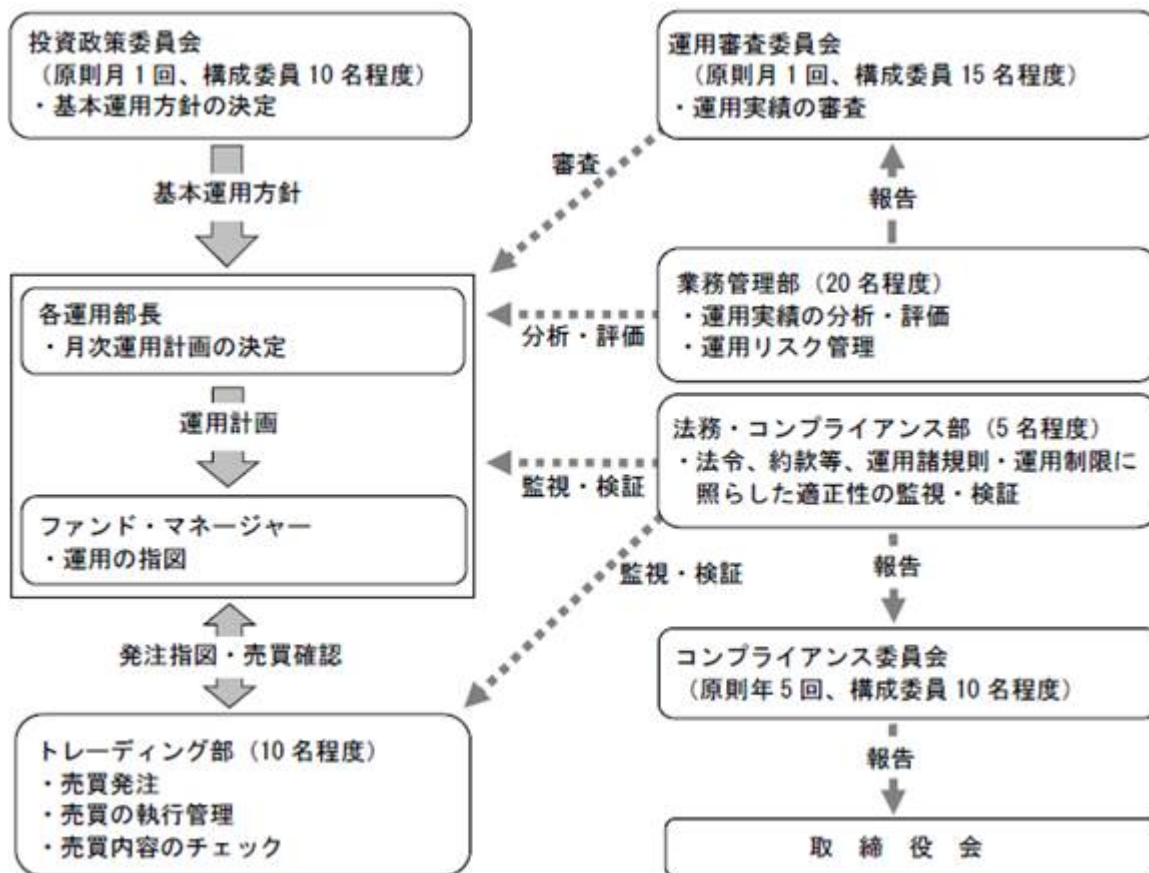 投資政策委員会
（原則月1回、構成委員10名程度）
・基本運用方針の決定
基本運用方針
各運用部長
・月次運用計画の決定
運用計画
ファンド・マネージャー
・運用の指図
発注指図・売買確認
トレーディング部（10名程度）
・売買発注
・売買の執行管理
・売買内容のチェック
運用審査委員会
（原則月1回、構成委員15名程度）
・運用実績の審査
審査
報告
業務管理部（20名程度）
・運用実績の分析・評価
・運用リスク管理
分析・評価
法務・コンプライアンス部（5名程度）
・法令、約款等、運用諸規則・運用制限に
照らした適正性の監視・検証
監視・検証
監視・検証
報告
コンプライアンス委員会
（原則年5回、構成委員10名程度）
報告
取　締　役　会